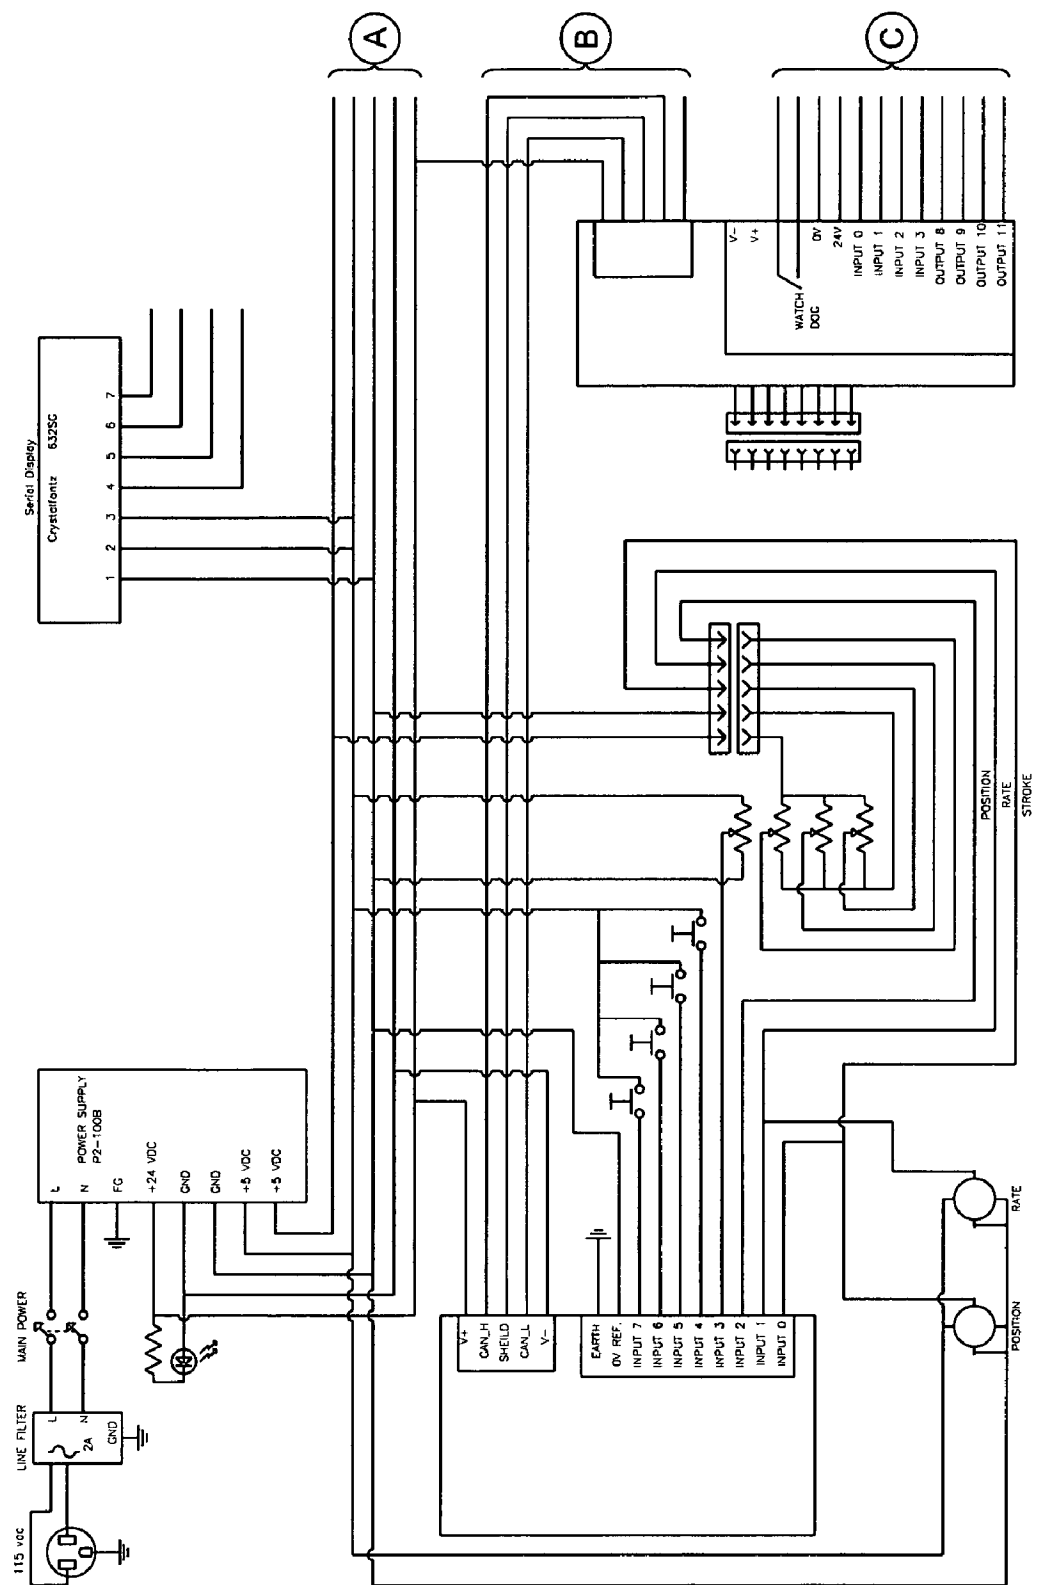 A
B
C
Serial Display
Crystalfontz 632SG
1
2
3
4
5
6
7
V-
V+
0V
24V
INPUT 0
INPUT 1
INPUT 2
INPUT 3
OUTPUT 8
OUTPUT 9
OUTPUT 10
OUTPUT 11
WATCH
DOG
POSITION
RATE
STROKE
POWER SUPPLY
P2-100B
L
N
FG
+24 VDC
GND
GND
+5 VDC
+5 VDC
MAIN POWER
LINE FILTER
L
N
2A
GND
V+
CAN_H
SHEILD
CAN_L
V-
EARTH
0V REF.
INPUT 7
INPUT 6
INPUT 5
INPUT 4
INPUT 3
INPUT 2
INPUT 1
INPUT 0
RATE
POSITION